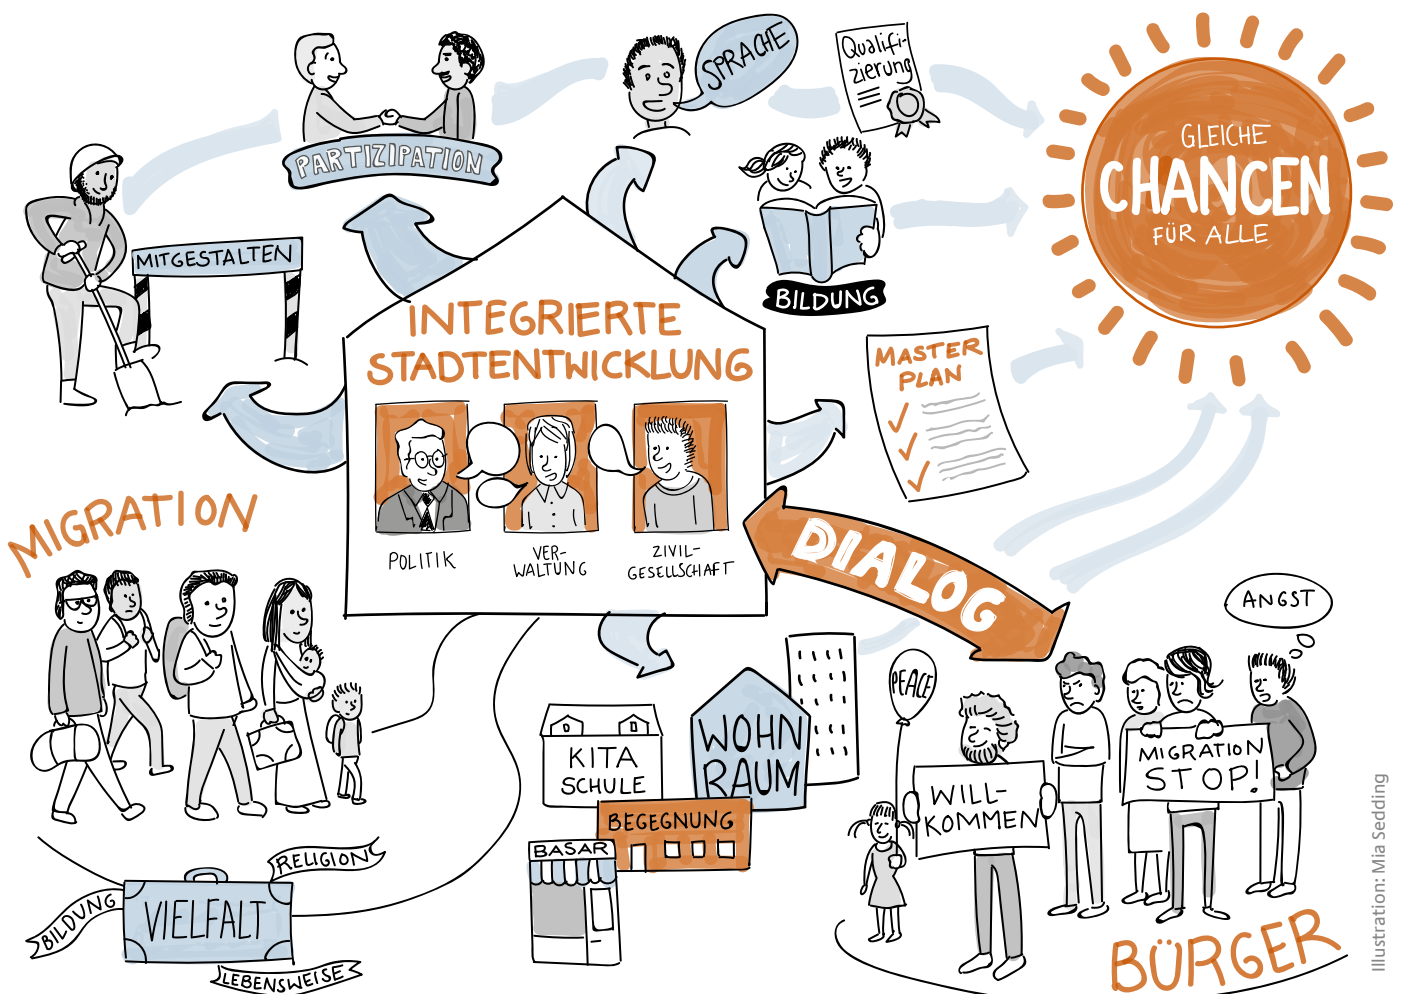 SPRACHE
Qualifi-
zierung
GLEICHE
CHANCEN
FÜR ALLE
PARTIZIPATION
MITGESTALTEN
BILDUNG
INTEGRIERTE
STADTENTWICKLUNG
MASTER
PLAN
POLITIK
VER-
WALTUNG
ZIVIL-
GESELLSCHAFT
DIALOG
MIGRATION
ANGST
PEACE
WILL-
KOMMEN
MIGRATION
STOP!
KITA
SCHULE
WOHN
RAUM
BEGEGNUNG
BASAR
RELIGION
BILDUNG
VIELFALT
LEBENSWEISE
BÜRGER
Illustration: Mia Sedding